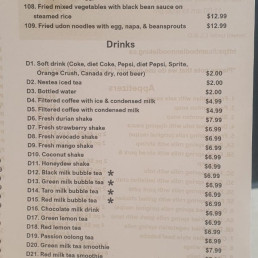 108. Fried mixed vegetables with black bean sauce on
steamed rice $12.99
109. Fried udon noodles with egg, napa, & beansprouts $12.99
Drinks
D1. Soft drink (Coke, diet Coke, Pepsi, diet Pepsi, Sprite,
Orange Crush, Canada dry, root beer) $2.00
D2. Nestea iced tea $2.00
D3. Bottled water $2.00
D4. Filtered coffee with ice & condensed milk $4.99
D5. Filtered coffee with condensed milk $4.99
D6. Fresh durian shake $6.99
D7. Fresh strawberry shake $6.99
D8. Fresh avocado shake $6.99
D9. Fresh mango shake $6.99
D10. Coconut shake $6.99
D11. Honeydew shake $6.99
D12. Black milk bubble tea * $6.99
D13. Green milk bubble tea * $6.99
D14. Taro milk bubble tea * $6.99
D15. Red milk bubble tea * $6.99
D16. Chocolate milk drink $6.99
D17. Green lemon tea $6.99
D18. Red lemon tea $6.99
D19. Passion oolong tea $6.99
D20. Green milk tea smoothie $6.99
D21. Red milk tea smoothie $7.99